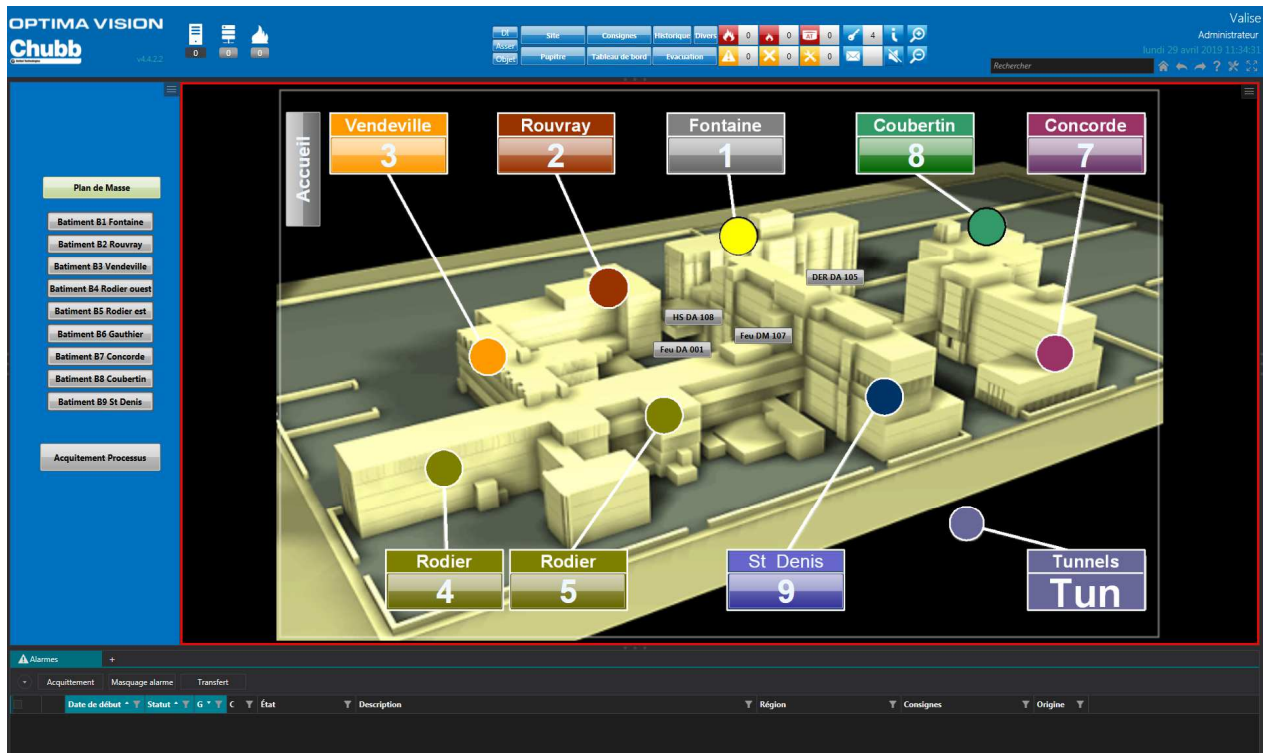 OPTIMA VISION
Chubb
v4.4.2.2
0
0
0
UI
Asser
Objet
Site
Consignes
Historique
Divers
Pupitre
Tableau de bord
Evacuation
0
0
AT
0
4
0
0
0
Valise
Administrateur
lundi 29 avril 2019 11:34:31
Rechercher
?
Plan de Masse
Batiment B1 Fontaine
Batiment B2 Rouvray
Batiment B3 Vendeville
Batiment B4 Rodier ouest
Batiment B5 Rodier est
Batiment B6 Gauthier
Batiment B7 Concorde
Batiment B8 Coubertin
Batiment B9 St Denis
Acquitement Processus
Accueil
Vendeville
3
Rouvray
2
Fontaine
1
Coubertin
8
Concorde
7
DER DA 105
HS DA 108
Feu DM 107
Feu DA 001
Rodier
4
Rodier
5
St Denis
9
Tunnels
Tun
Alarmes
+
Acquittement
Masquage alarme
Transfert
Date de début
Statut
G
C
État
Description
Région
Consignes
Origine